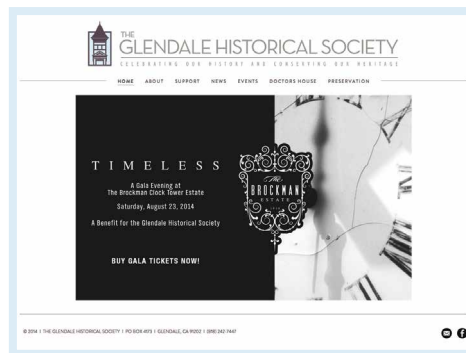 THE
GLENDALE HISTORICAL SOCIETY
CELEBRATING OUR HISTORY AND CONSERVING OUR HERITAGE
HOME ABOUT SUPPORT NEWS EVENTS DOCTORS HOUSE PRESERVATION
TIMELESS
A Gala Evening at
The Brockman Clock Tower Estate
Saturday, August 23, 2014
A Benefit for the Glendale Historical Society
BUY GALA TICKETS NOW!
The
BROCKMAN
ESTATE
© 2014 | THE GLENDALE HISTORICAL SOCIETY | PO BOX 4173 | GLENDALE, CA 91202 | (818) 242-7447